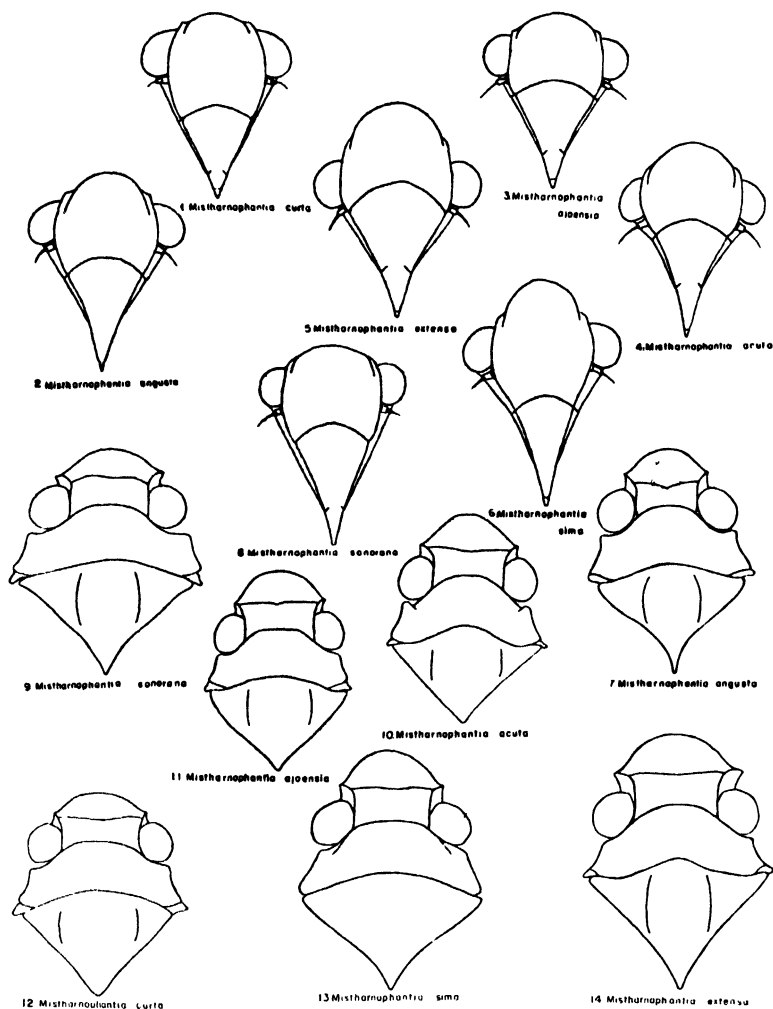 1 Mistharnophantia curta
3. Mistharnophantia
ajoensia
2 Mistharnophantia angusta
5 Mistharnophantia extensa
4. Mistharnophantia acuta
6 Mistharnophantia
sima
8 Mistharnophantia sonorana
9 Mistharnophantia sonorana
10. Mistharnophantia acuta
7 Mistharnophantia angusta
11 Mistharnophantia ajoensia
12 Mistharnouliantia curta
13 Mistharnophantia sima
14 Mistharnophantia extensa